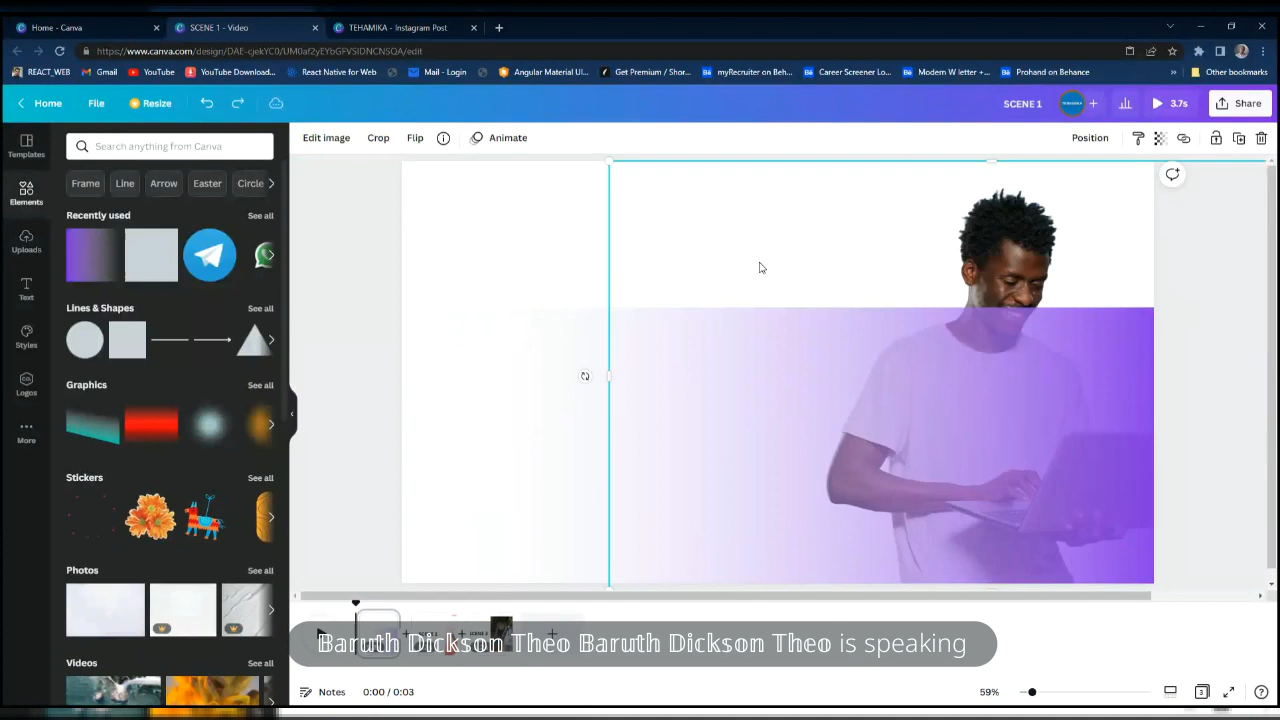 Home - Canva
SCENE 1 - Video
TEHAMIKA - Instagram Post
https://www.canva.com/design/DAE-cjekYC0/UM0af2yEYbGFVSIDNCNSQA/edit
REACT_WEB
Gmail
YouTube
YouTube Download...
React Native for Web
Mail - Login
Angular Material UI...
Get Premium / Shor...
myRecruiter on Beh...
Career Screener Lo...
Modern W letter +...
Prohand on Behance
Other bookmarks
Home
File
Resize
SCENE 1
TEHAMIKA
3.7s
Share
Edit image
Crop
Flip
Animate
Position
Templates
Elements
Uploads
Text
Styles
Logos
More
Search anything from Canva
Frame
Line
Arrow
Easter
Circle
Recently used
See all
Lines & Shapes
See all
Graphics
See all
Stickers
See all
Photos
See all
Videos
See all
𝔹aruth 𝔻ickson 𝕋heo 𝔹aruth 𝔻ickson 𝕋heo is speaking
Notes
0:00 / 0:03
59%
3